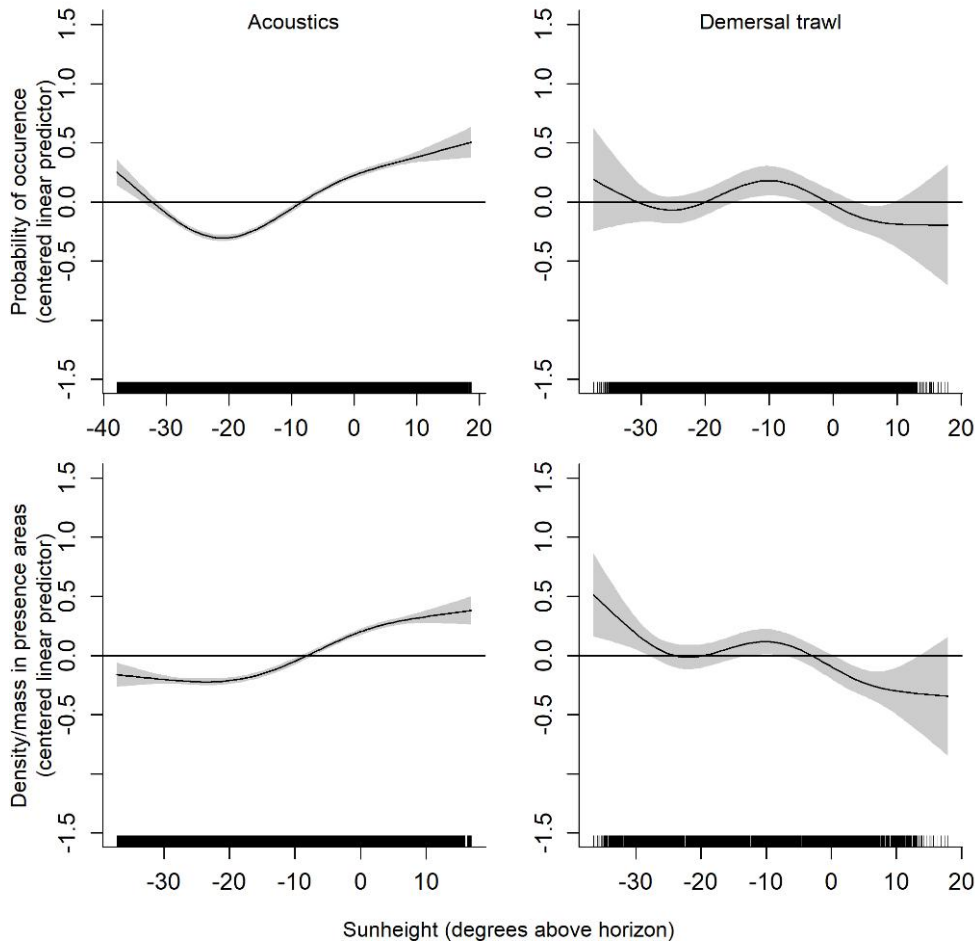 Acoustics
Demersal trawl
Probability of occurence
(centered linear predictor)
1.5
1.0
0.5
0.0
-0.5
-1.5
-40 -30 -20 -10 0 10 20
1.5
1.0
0.5
0.0
-0.5
-1.5
-30 -20 -10 0 10 20
Density/mass in presence areas
(centered linear predictor)
1.5
1.0
0.5
0.0
-0.5
-1.5
-30 -20 -10 0 10
1.5
1.0
0.5
0.0
-0.5
-1.5
-30 -20 -10 0 10 20
Sunheight (degrees above horizon)